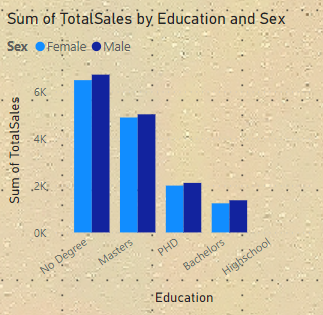 Sum of TotalSales by Education and Sex
Sex Female Male
Sum of TotalSales
6K
4K
2K
0K
No Degree
Masters
PHD
Bachelors
Highschool
Education